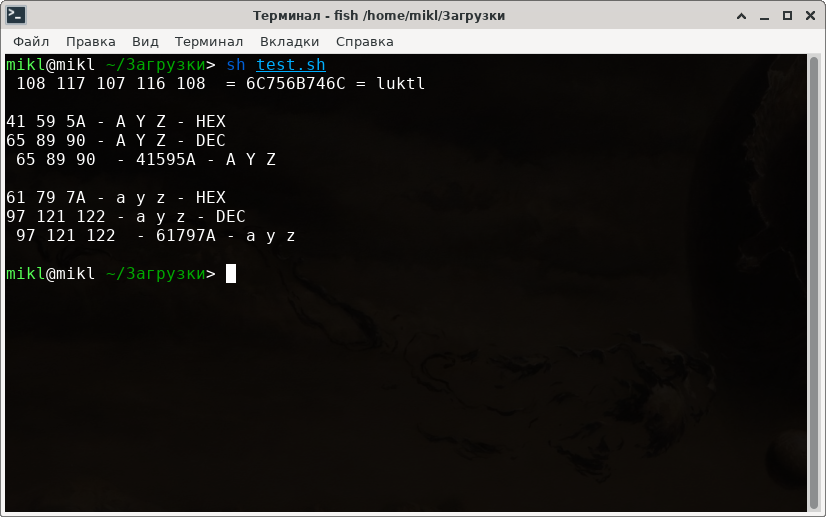 Терминал - fish /home/mikl/Загрузки
Файл Правка Вид Терминал Вкладки Справка
mikl@mikl ~/Загрузки> sh test.sh
 108 117 107 116 108  = 6C756B746C = luktl

41 59 5A - A Y Z - HEX
65 89 90 - A Y Z - DEC
 65 89 90  - 41595A - A Y Z

61 79 7A - a y z - HEX
97 121 122 - a y z - DEC
 97 121 122  - 61797A - a y z

mikl@mikl ~/Загрузки>